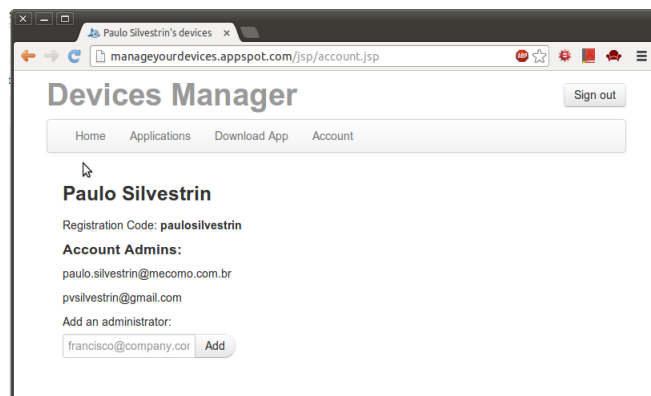 Paulo Silvestrin's devices
manageyourdevices.appspot.com/jsp/account.jsp
189
Devices Manager
Sign out
Home Applications Download App Account
Paulo Silvestrin
Registration Code: paulosilvestrin
Account Admins:
paulo.silvestrin@mecomo.com.br
pvsilvestrin@gmail.com
Add an administrator:
francisco@company.cor Add